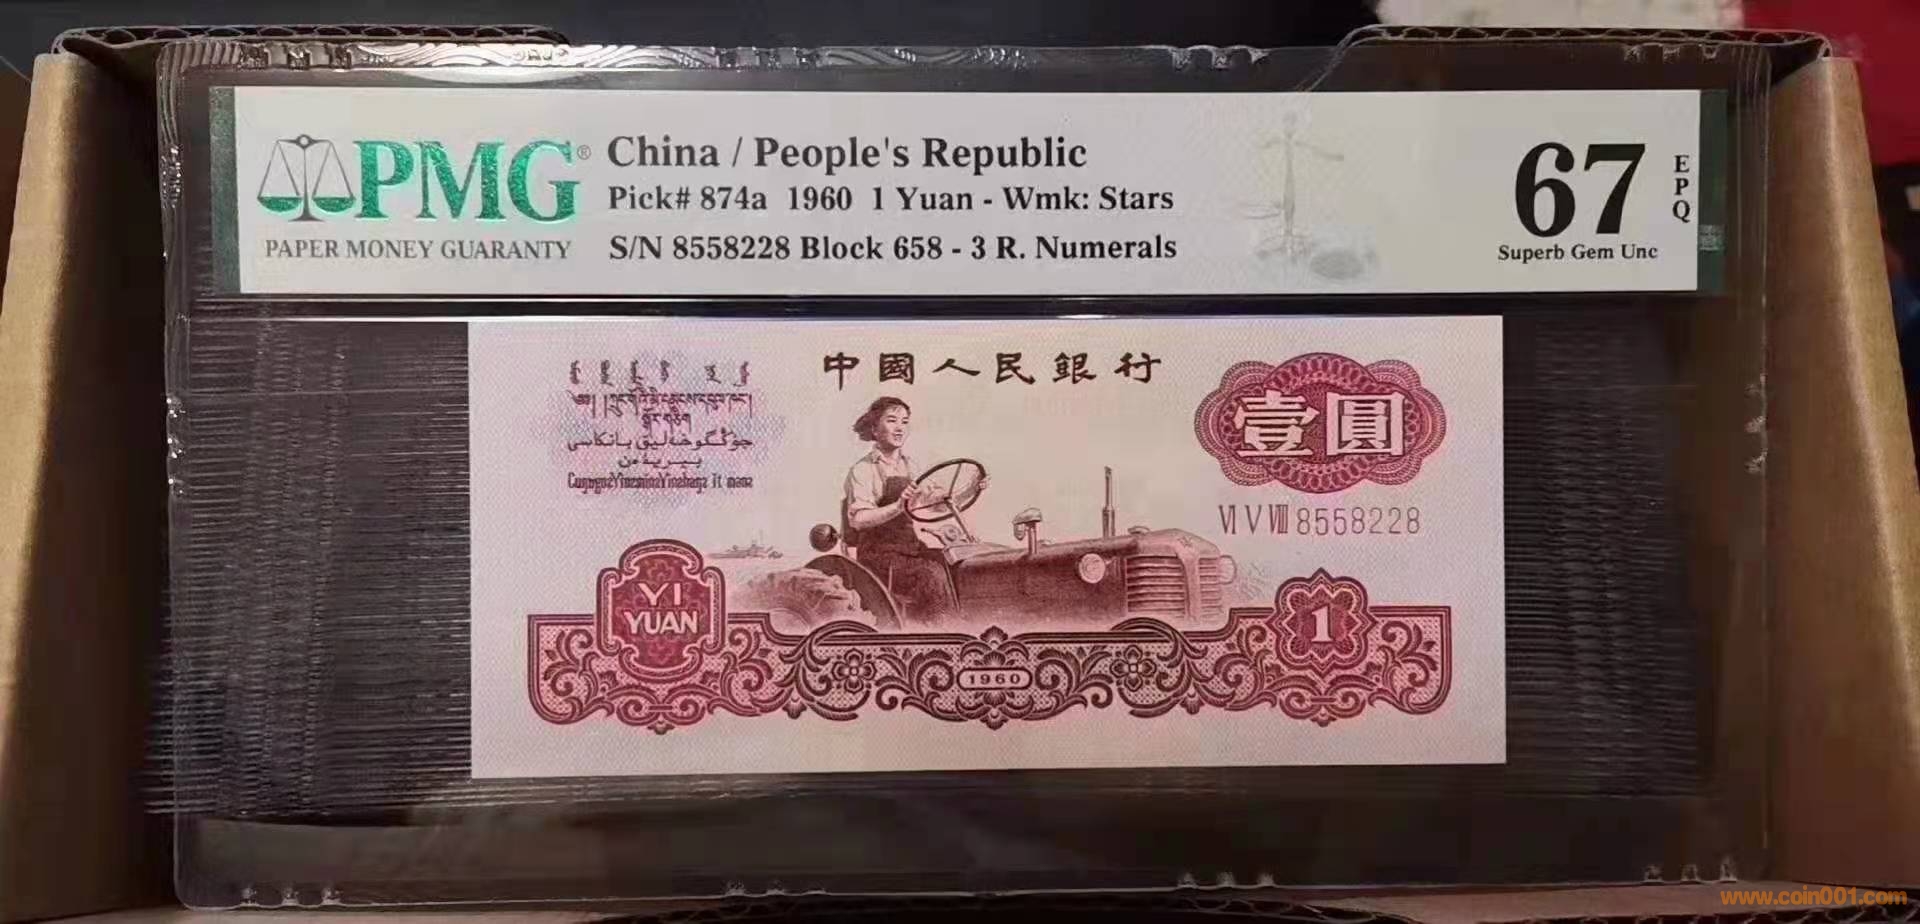 PMG®
PAPER MONEY GUARANTY
China / People's Republic
Pick# 874a 1960 1 Yuan - Wmk: Stars
S/N 8558228 Block 658 - 3 R. Numerals
67
EPQ
Superb Gem Unc
中國人民銀行
壹圓
Ⅵ Ⅴ Ⅷ 8558228
YI
YUAN
1
1960
www.coin001.com